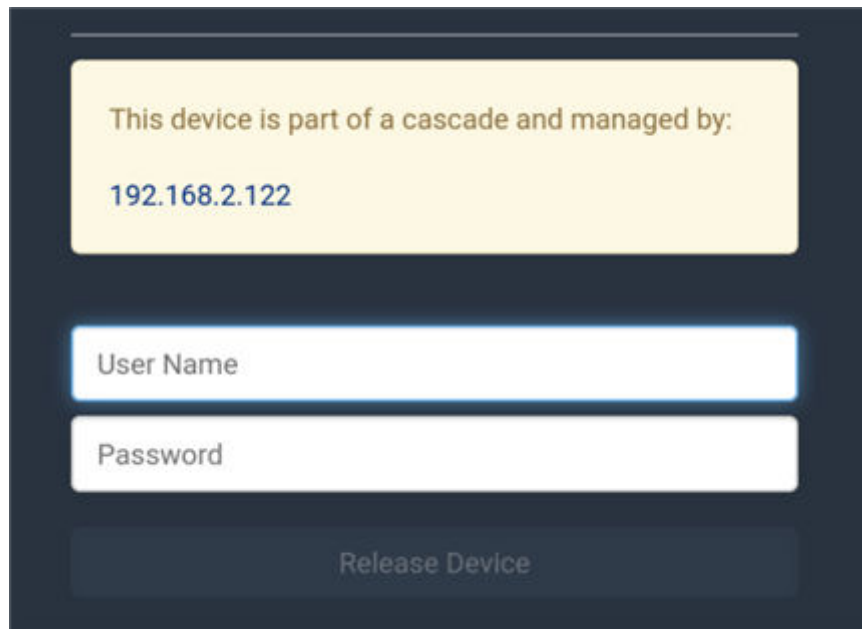 This device is part of a cascade and managed by:
192.168.2.122
User Name
Password
Release Device